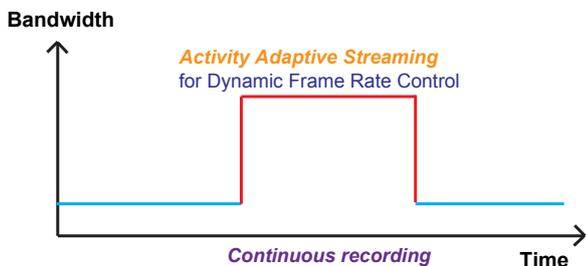 Bandwidth
Activity Adaptive Streaming
for Dynamic Frame Rate Control
Continuous recording
Time